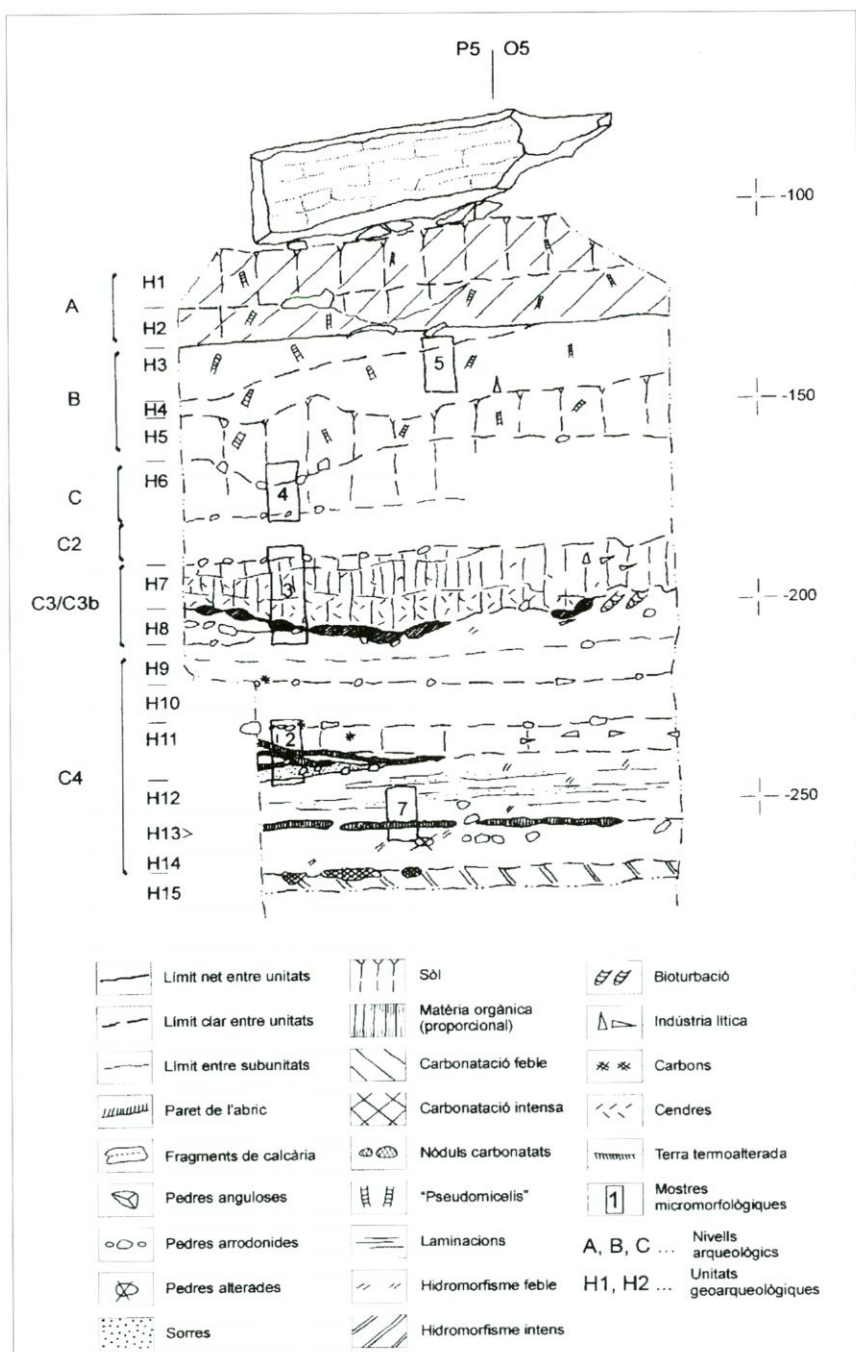 P5 O5
-100
-150
-200
-250
A
B
C
C2
C3/C3b
C4
H1
H2
H3
H4
H5
H6
H7
H8
H9
H10
H11
H12
H13>
H14
H15
5
4
3
2
7
Límit net entre unitats
Límit clar entre unitats
Límit entre subunitats
Paret de l'abric
Fragments de calcària
Pedres anguloses
Pedres arrodonides
Pedres alterades
Sorres
Sòl
Matèria orgànica
(proporcional)
Carbonatació feble
Carbonatació intensa
Nòduls carbonatats
"Pseudomicelis"
Laminacions
Hidromorfisme feble
Hidromorfisme intens
Bioturbació
Indústria lítica
Carbons
Cendres
Terra termoalterada
1
Mostres
micromorfològiques
A, B, C ... Nivells
arqueològics
H1, H2 ... Unitats
geoarqueològiques